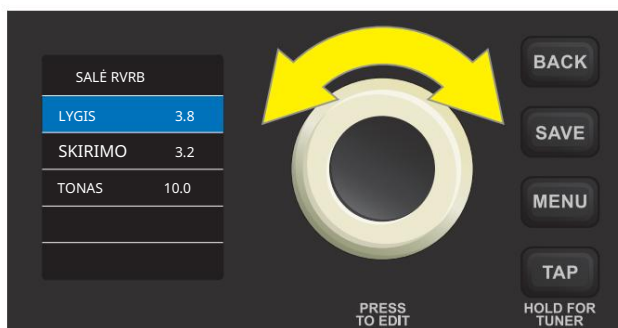 SALĖ RVRB
LYGIS 3.8
SKIRIMO 3.2
TONAS 10.0
BACK
SAVE
MENU
TAP
PRESS
TO EDIT
HOLD FOR
TUNER